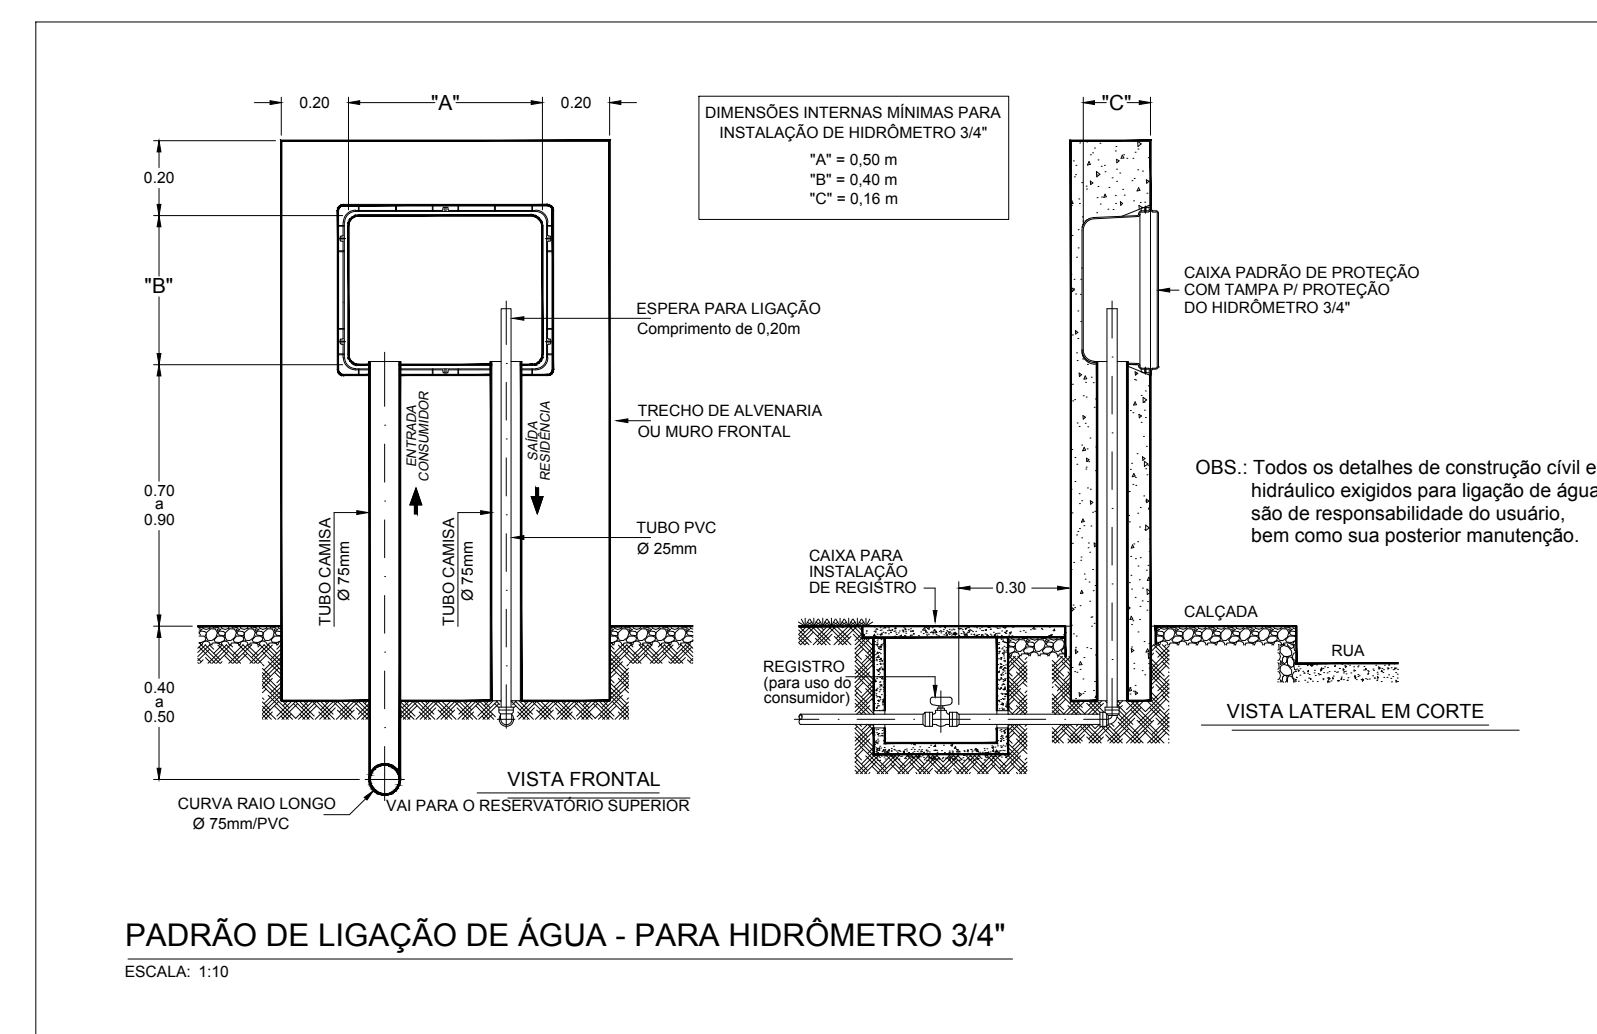 0.20
"A"
0.20
DIMENSÕES INTERNAS MÍNIMAS PARA
INSTALAÇÃO DE HIDRÔMETRO 3/4"
"A" = 0,50 m
"B" = 0,40 m
"C" = 0,16 m
"C"
0.20
"B"
0.70
a
0.90
0.40
a
0.50
ESPERA PARA LIGAÇÃO
Comprimento de 0,20m
TRECHO DE ALVENARIA
OU MURO FRONTAL
ENTRADA
CONSUMIDOR
SAÍDA
RESIDÊNCIA
TUBO CAMISA
Ø 75mm
TUBO CAMISA
Ø 75mm
TUBO PVC
Ø 25mm
VISTA FRONTAL
CURVA RAIO LONGO
Ø 75mm/PVC
VAI PARA O RESERVATÓRIO SUPERIOR
CAIXA PADRÃO DE PROTEÇÃO
COM TAMPA P/ PROTEÇÃO
DO HIDRÔMETRO 3/4"
OBS.: Todos os detalhes de construção cívil e
hidráulico exigidos para ligação de água
são de responsabilidade do usuário,
bem como sua posterior manutenção.
CAIXA PARA
INSTALAÇÃO
DE REGISTRO
0.30
CALÇADA
RUA
REGISTRO
(para uso do
consumidor)
VISTA LATERAL EM CORTE
PADRÃO DE LIGAÇÃO DE ÁGUA - PARA HIDRÔMETRO 3/4"
ESCALA: 1:10